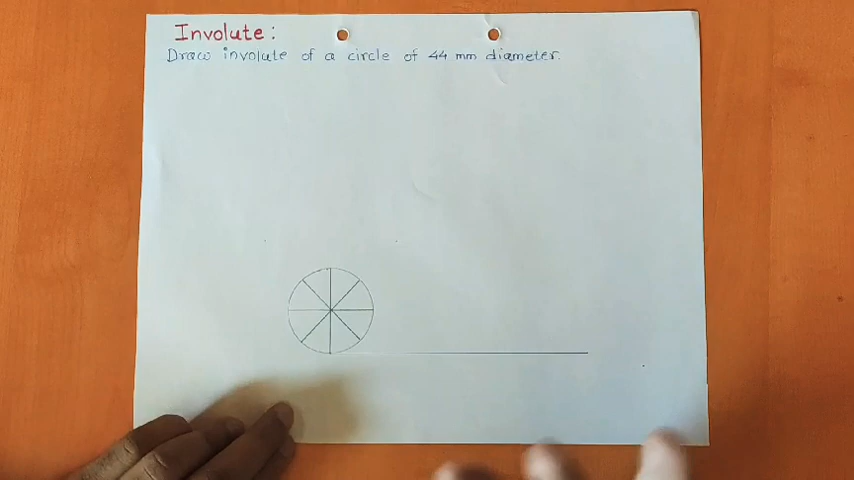 Involute:
Draw involute of a circle of 44 mm diameter.